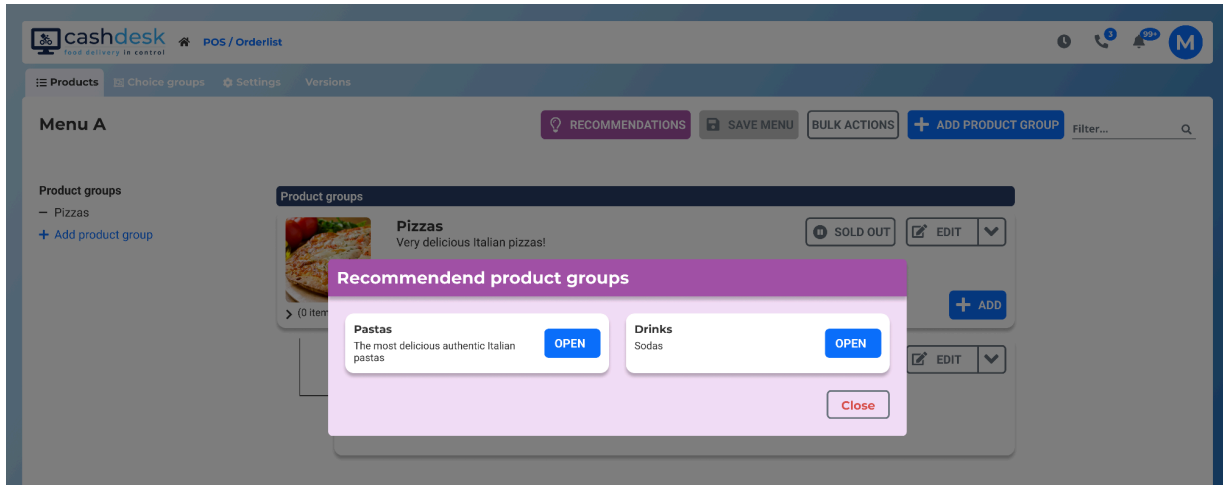 cashdesk
food delivery in control
POS / Orderlist
3
99+
M
Products
Choice groups
Settings
Versions
Menu A
RECOMMENDATIONS
SAVE MENU
BULK ACTIONS
ADD PRODUCT GROUP
Filter...
Product groups
Pizzas
Add product group
Product groups
Pizzas
Very delicious Italian pizzas!
SOLD OUT
EDIT
ADD
(0 item
EDIT
Recommendend product groups
Pastas
The most delicious authentic Italian
pastas
OPEN
Drinks
Sodas
OPEN
Close